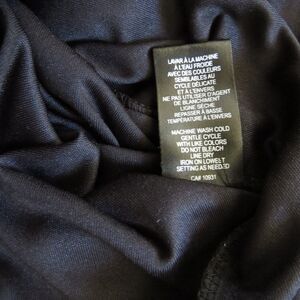 LAVAR À LA MACHINE
À L'EAU FROIDE
AVEC DES COULEURS
SEMBLABLES AU
CYCLE DÉLICATE
ET À L'ENVERS
NE PAS UTILISER D'AGENT
DE BLANCHIMENT
LIGNE SÈCHE
REPASSER À BASSE
TEMPÉRATURE À L'ENVERS
MACHINE WASH COLD
GENTLE CYCLE
WITH LIKE COLORS
DO NOT BLEACH
LINE DRY
IRON ON LOWEST
SETTING AS NEEDED
CA# 10931